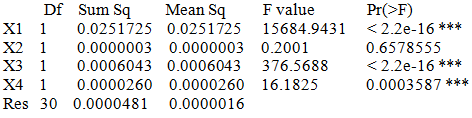 Df Sum Sq Mean Sq F value Pr(>F)
X1 1 0.0251725 0.0251725 15684.9431 < 2.2e-16 ***
X2 1 0.0000003 0.0000003 0.2001 0.6578555
X3 1 0.0006043 0.0006043 376.5688 < 2.2e-16 ***
X4 1 0.0000260 0.0000260 16.1825 0.0003587 ***
Res 30 0.0000481 0.0000016